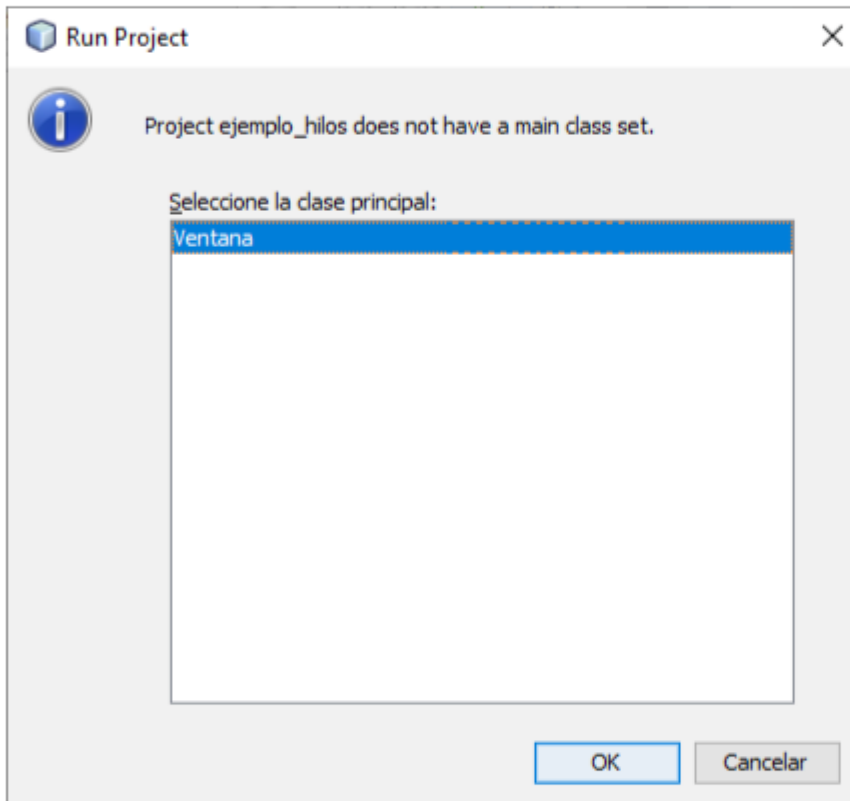 Run Project
Project ejemplo_hilos does not have a main class set.
Seleccione la clase principal:
Ventana
OK
Cancelar